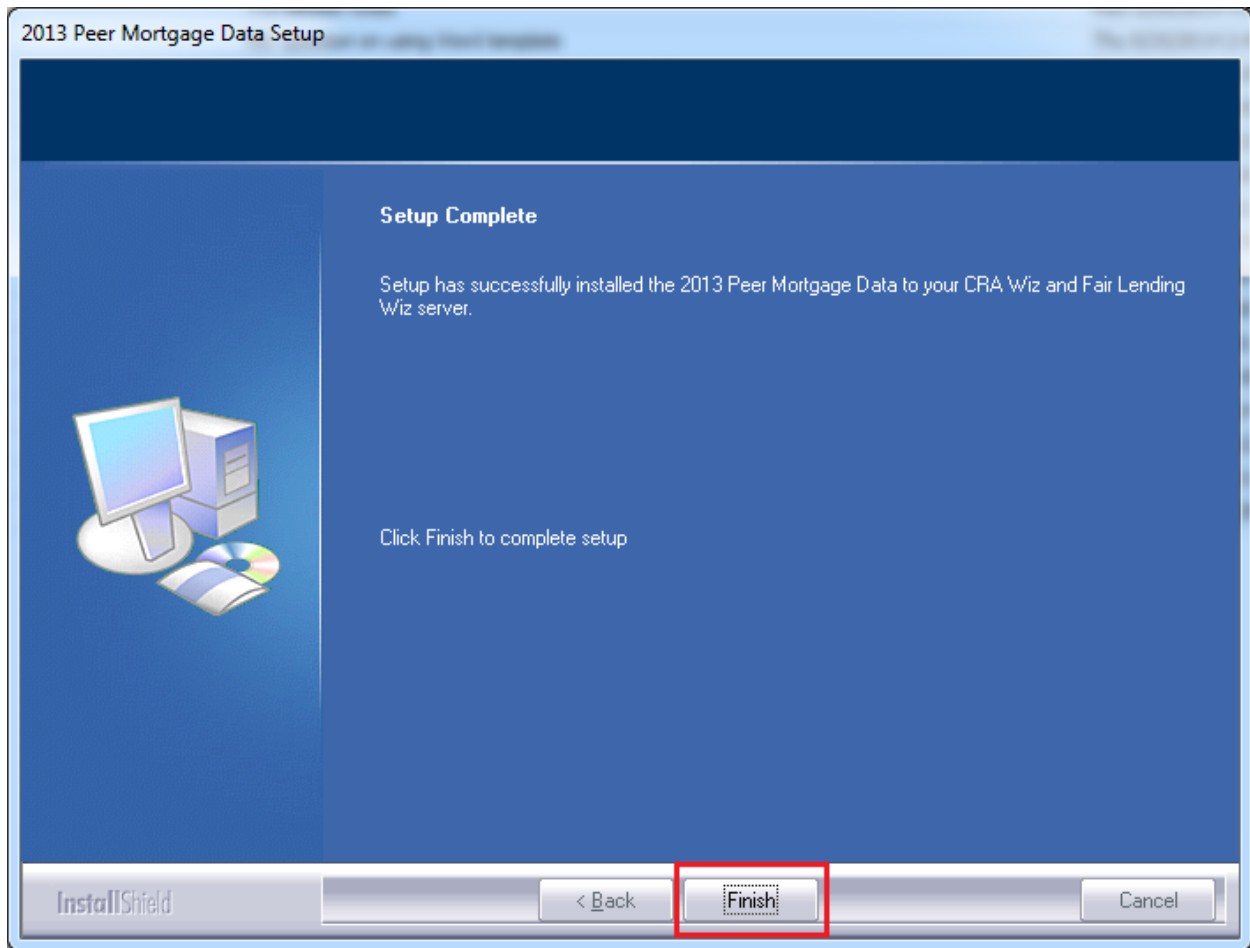 2013 Peer Mortgage Data Setup
Setup Complete
Setup has successfully installed the 2013 Peer Mortgage Data to your CRA Wiz and Fair Lending
Wiz server.
Click Finish to complete setup
InstallShield
< Back
Finish
Cancel